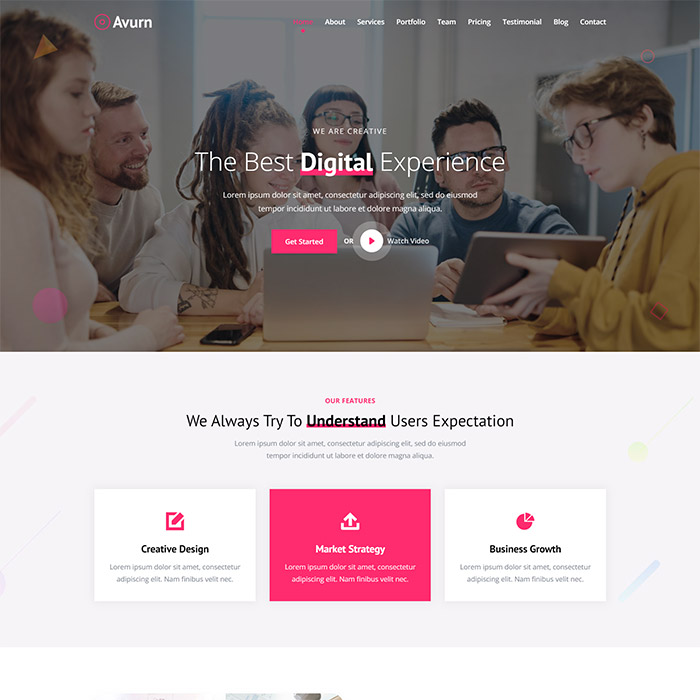 Avurn
Home About Services Portfolio Team Pricing Testimonial Blog Contact
WE ARE CREATIVE
The Best Digital Experience
Lorem ipsum dolor sit amet, consectetur adipiscing elit, sed do eiusmod
tempor incididunt ut labore et dolore magna aliqua.
Get Started OR Watch Video
OUR FEATURES
We Always Try To Understand Users Expectation
Lorem ipsum dolor sit amet, consectetur adipiscing elit, sed do eiusmod
tempor incididunt ut labore et dolore magna aliqua.
Creative Design
Lorem ipsum dolor sit amet, consectetur
adipiscing elit. Nam finibus velit nec.
Market Strategy
Lorem ipsum dolor sit amet, consectetur
adipiscing elit. Nam finibus velit nec.
Business Growth
Lorem ipsum dolor sit amet, consectetur
adipiscing elit. Nam finibus velit nec.